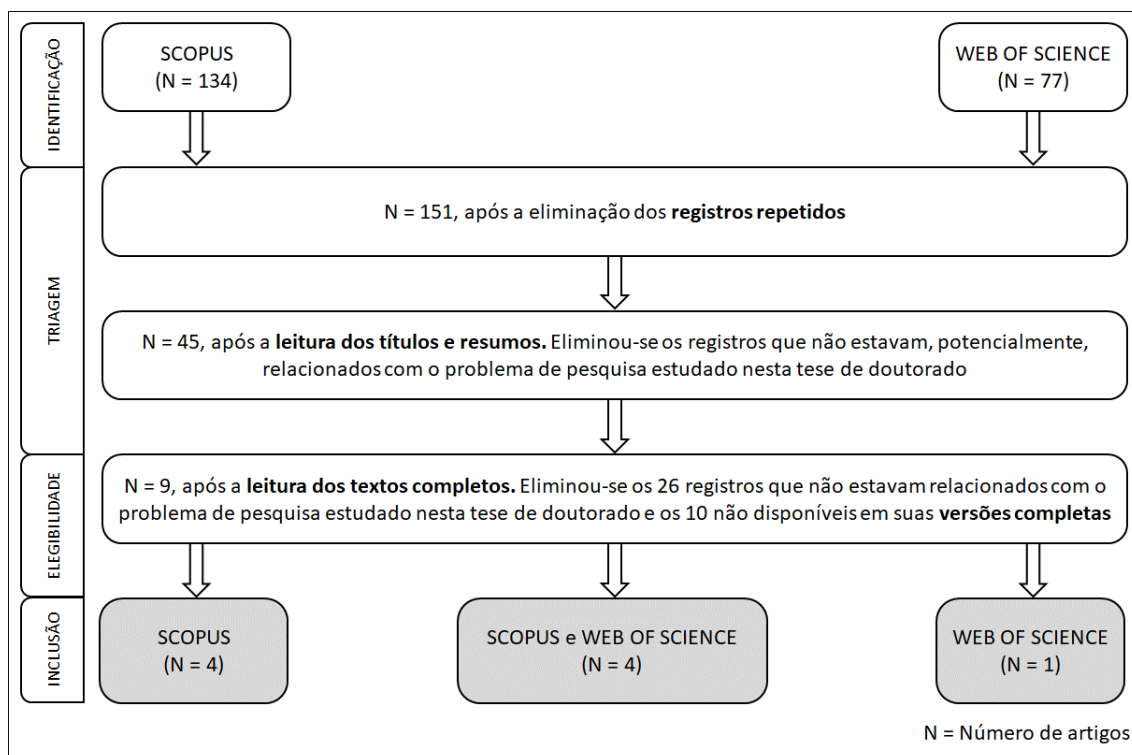 IDENTIFICAÇÃO
SCOPUS
(N = 134)
WEB OF SCIENCE
(N = 77)
TRIAGEM
N = 151, após a eliminação dos registros repetidos
N = 45, após a leitura dos títulos e resumos. Eliminou-se os registros que não estavam, potencialmente,
relacionados com o problema de pesquisa estudado nesta tese de doutorado
ELEGIBILIDADE
N = 9, após a leitura dos textos completos. Eliminou-se os 26 registros que não estavam relacionados com o
problema de pesquisa estudado nesta tese de doutorado e os 10 não disponíveis em suas versões completas
INCLUSÃO
SCOPUS
(N = 4)
SCOPUS e WEB OF SCIENCE
(N = 4)
WEB OF SCIENCE
(N = 1)
N = Número de artigos